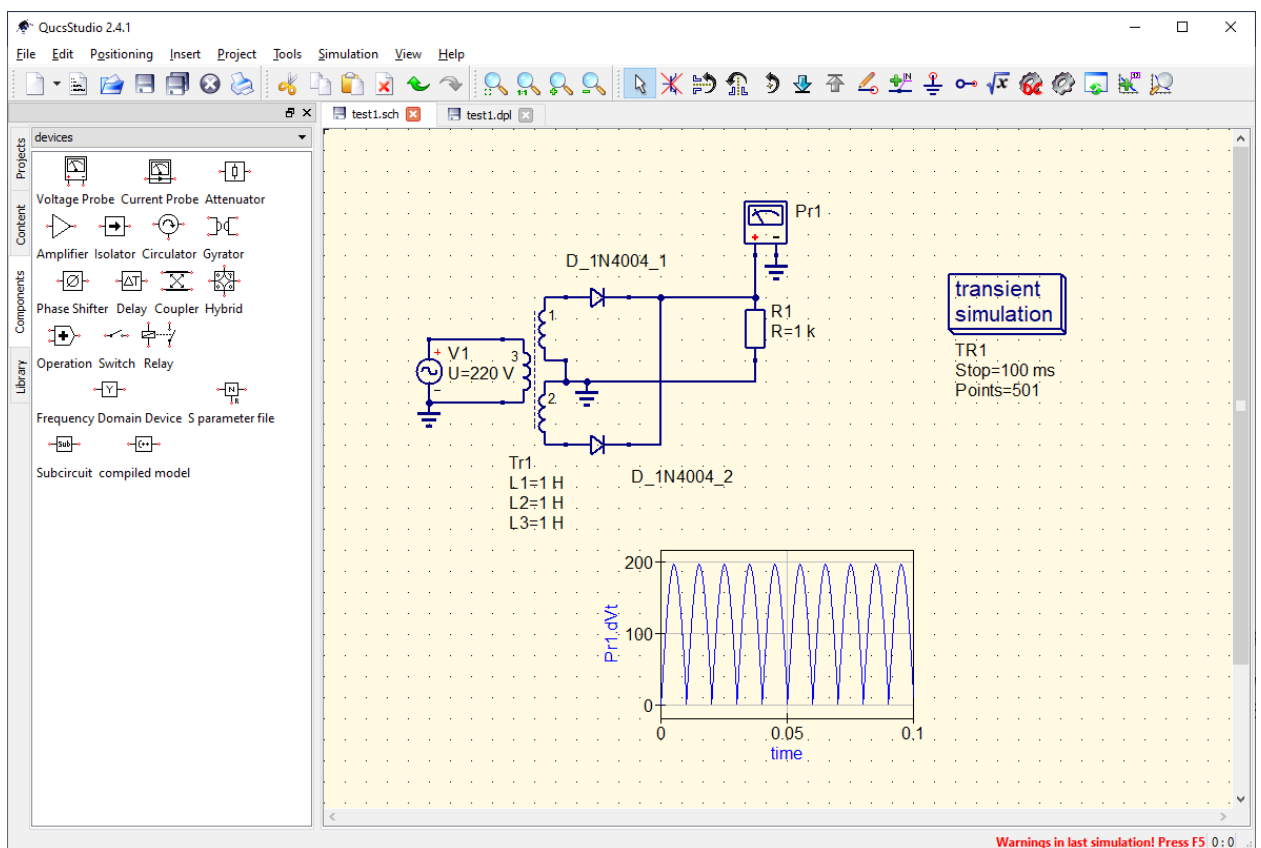 QucsStudio 2.4.1
File Edit Positioning Insert Project Tools Simulation View Help
test1.sch test1.dpl
Projects
Content
Components
Library
devices
Voltage Probe Current Probe Attenuator
Amplifier Isolator Circulator Gyrator
Phase Shifter Delay Coupler Hybrid
Operation Switch Relay
Frequency Domain Device S parameter file
Subcircuit compiled model
Pr1
D_1N4004_1
1
R1
R=1 k
V1
U=220 V
3
2
Tr1
L1=1 H
L2=1 H
L3=1 H
D_1N4004_2
transient
simulation
TR1
Stop=100 ms
Points=501
200
100
0
Pr1.dVt
0 0.05 0.1
time
Warnings in last simulation! Press F5 0 : 0